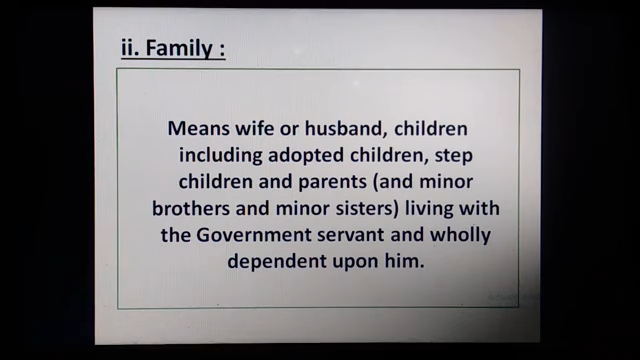 ii. Family :
Means wife or husband, children
including adopted children, step
children and parents (and minor
brothers and minor sisters) living with
the Government servant and wholly
dependent upon him.